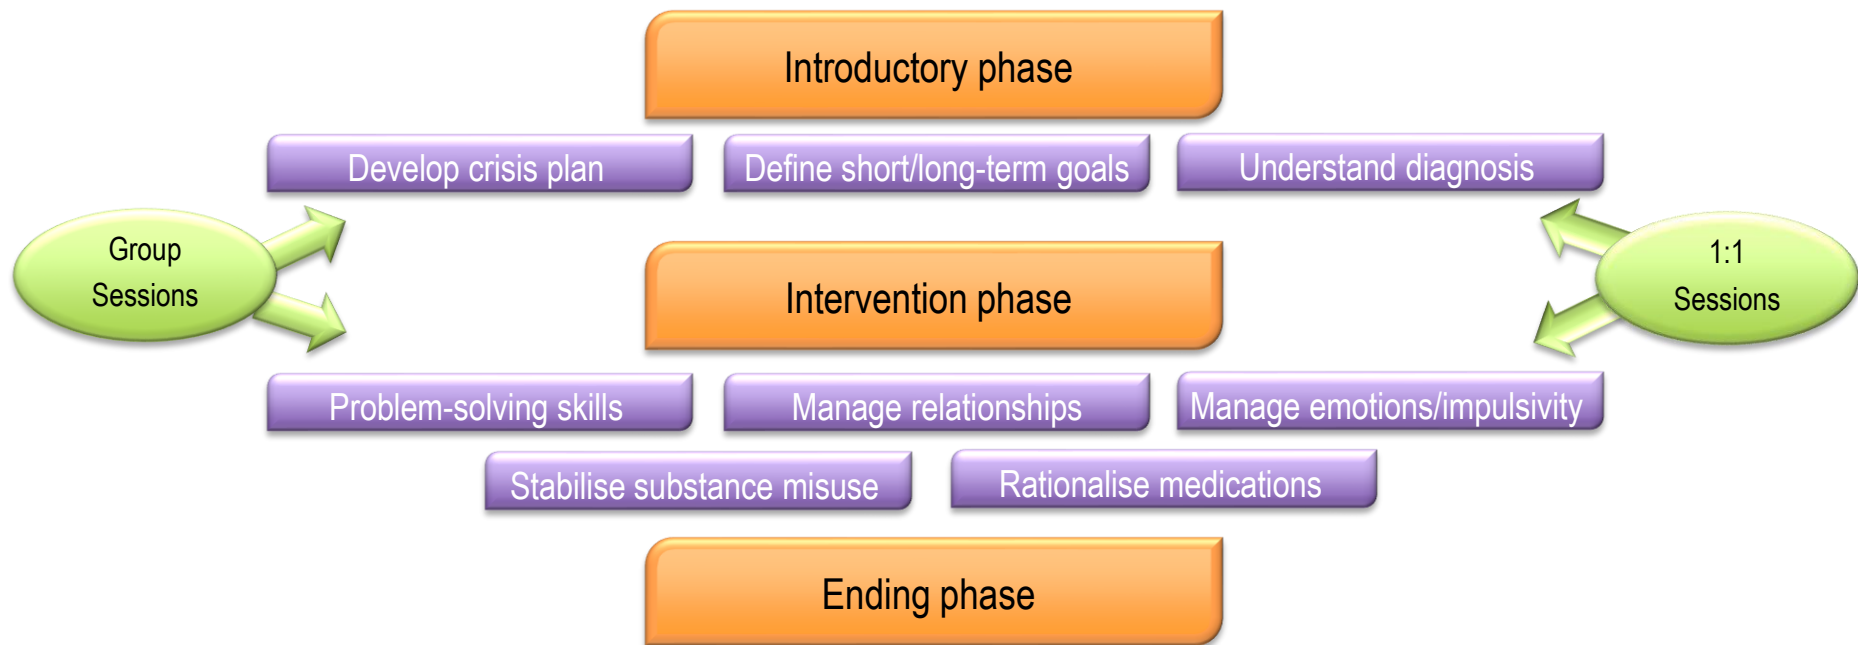 Introductory phase
Develop crisis plan
Define short/long-term goals
Understand diagnosis
Group
Sessions
Intervention phase
1:1
Sessions
Problem-solving skills
Manage relationships
Manage emotions/impulsivity
Stabilise substance misuse
Rationalise medications
Ending phase